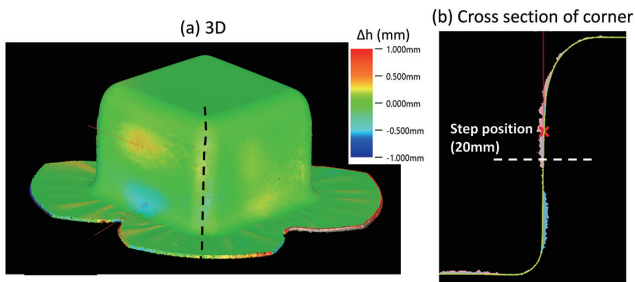 (a) 3D
Δh (mm)
1.000mm
0.500mm
0.000mm
-0.500mm
-1.000mm
(b) Cross section of corner
Step position
(20mm)